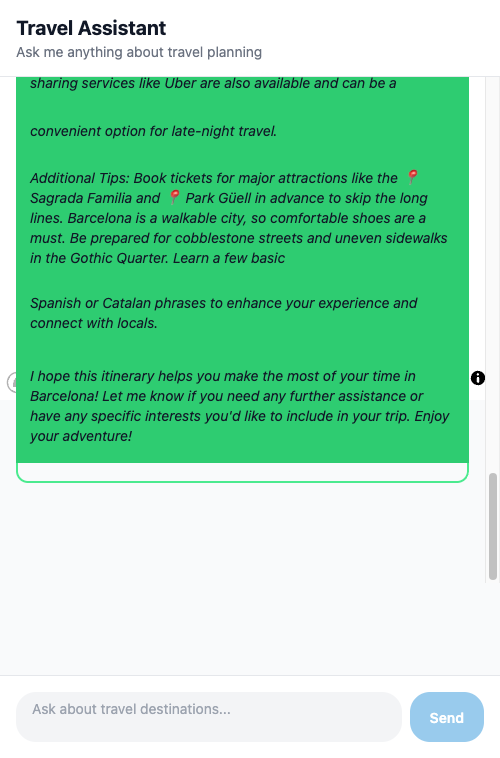 Travel Assistant
Ask me anything about travel planning
sharing services like Uber are also available and can be a
convenient option for late-night travel.
Additional Tips: Book tickets for major attractions like the 📍
Sagrada Familia and 📍 Park Güell in advance to skip the long
lines. Barcelona is a walkable city, so comfortable shoes are a
must. Be prepared for cobblestone streets and uneven sidewalks
in the Gothic Quarter. Learn a few basic
Spanish or Catalan phrases to enhance your experience and
connect with locals.
I hope this itinerary helps you make the most of your time in
Barcelona! Let me know if you need any further assistance or
have any specific interests you'd like to include in your trip. Enjoy
your adventure!
Ask about travel destinations...
Send